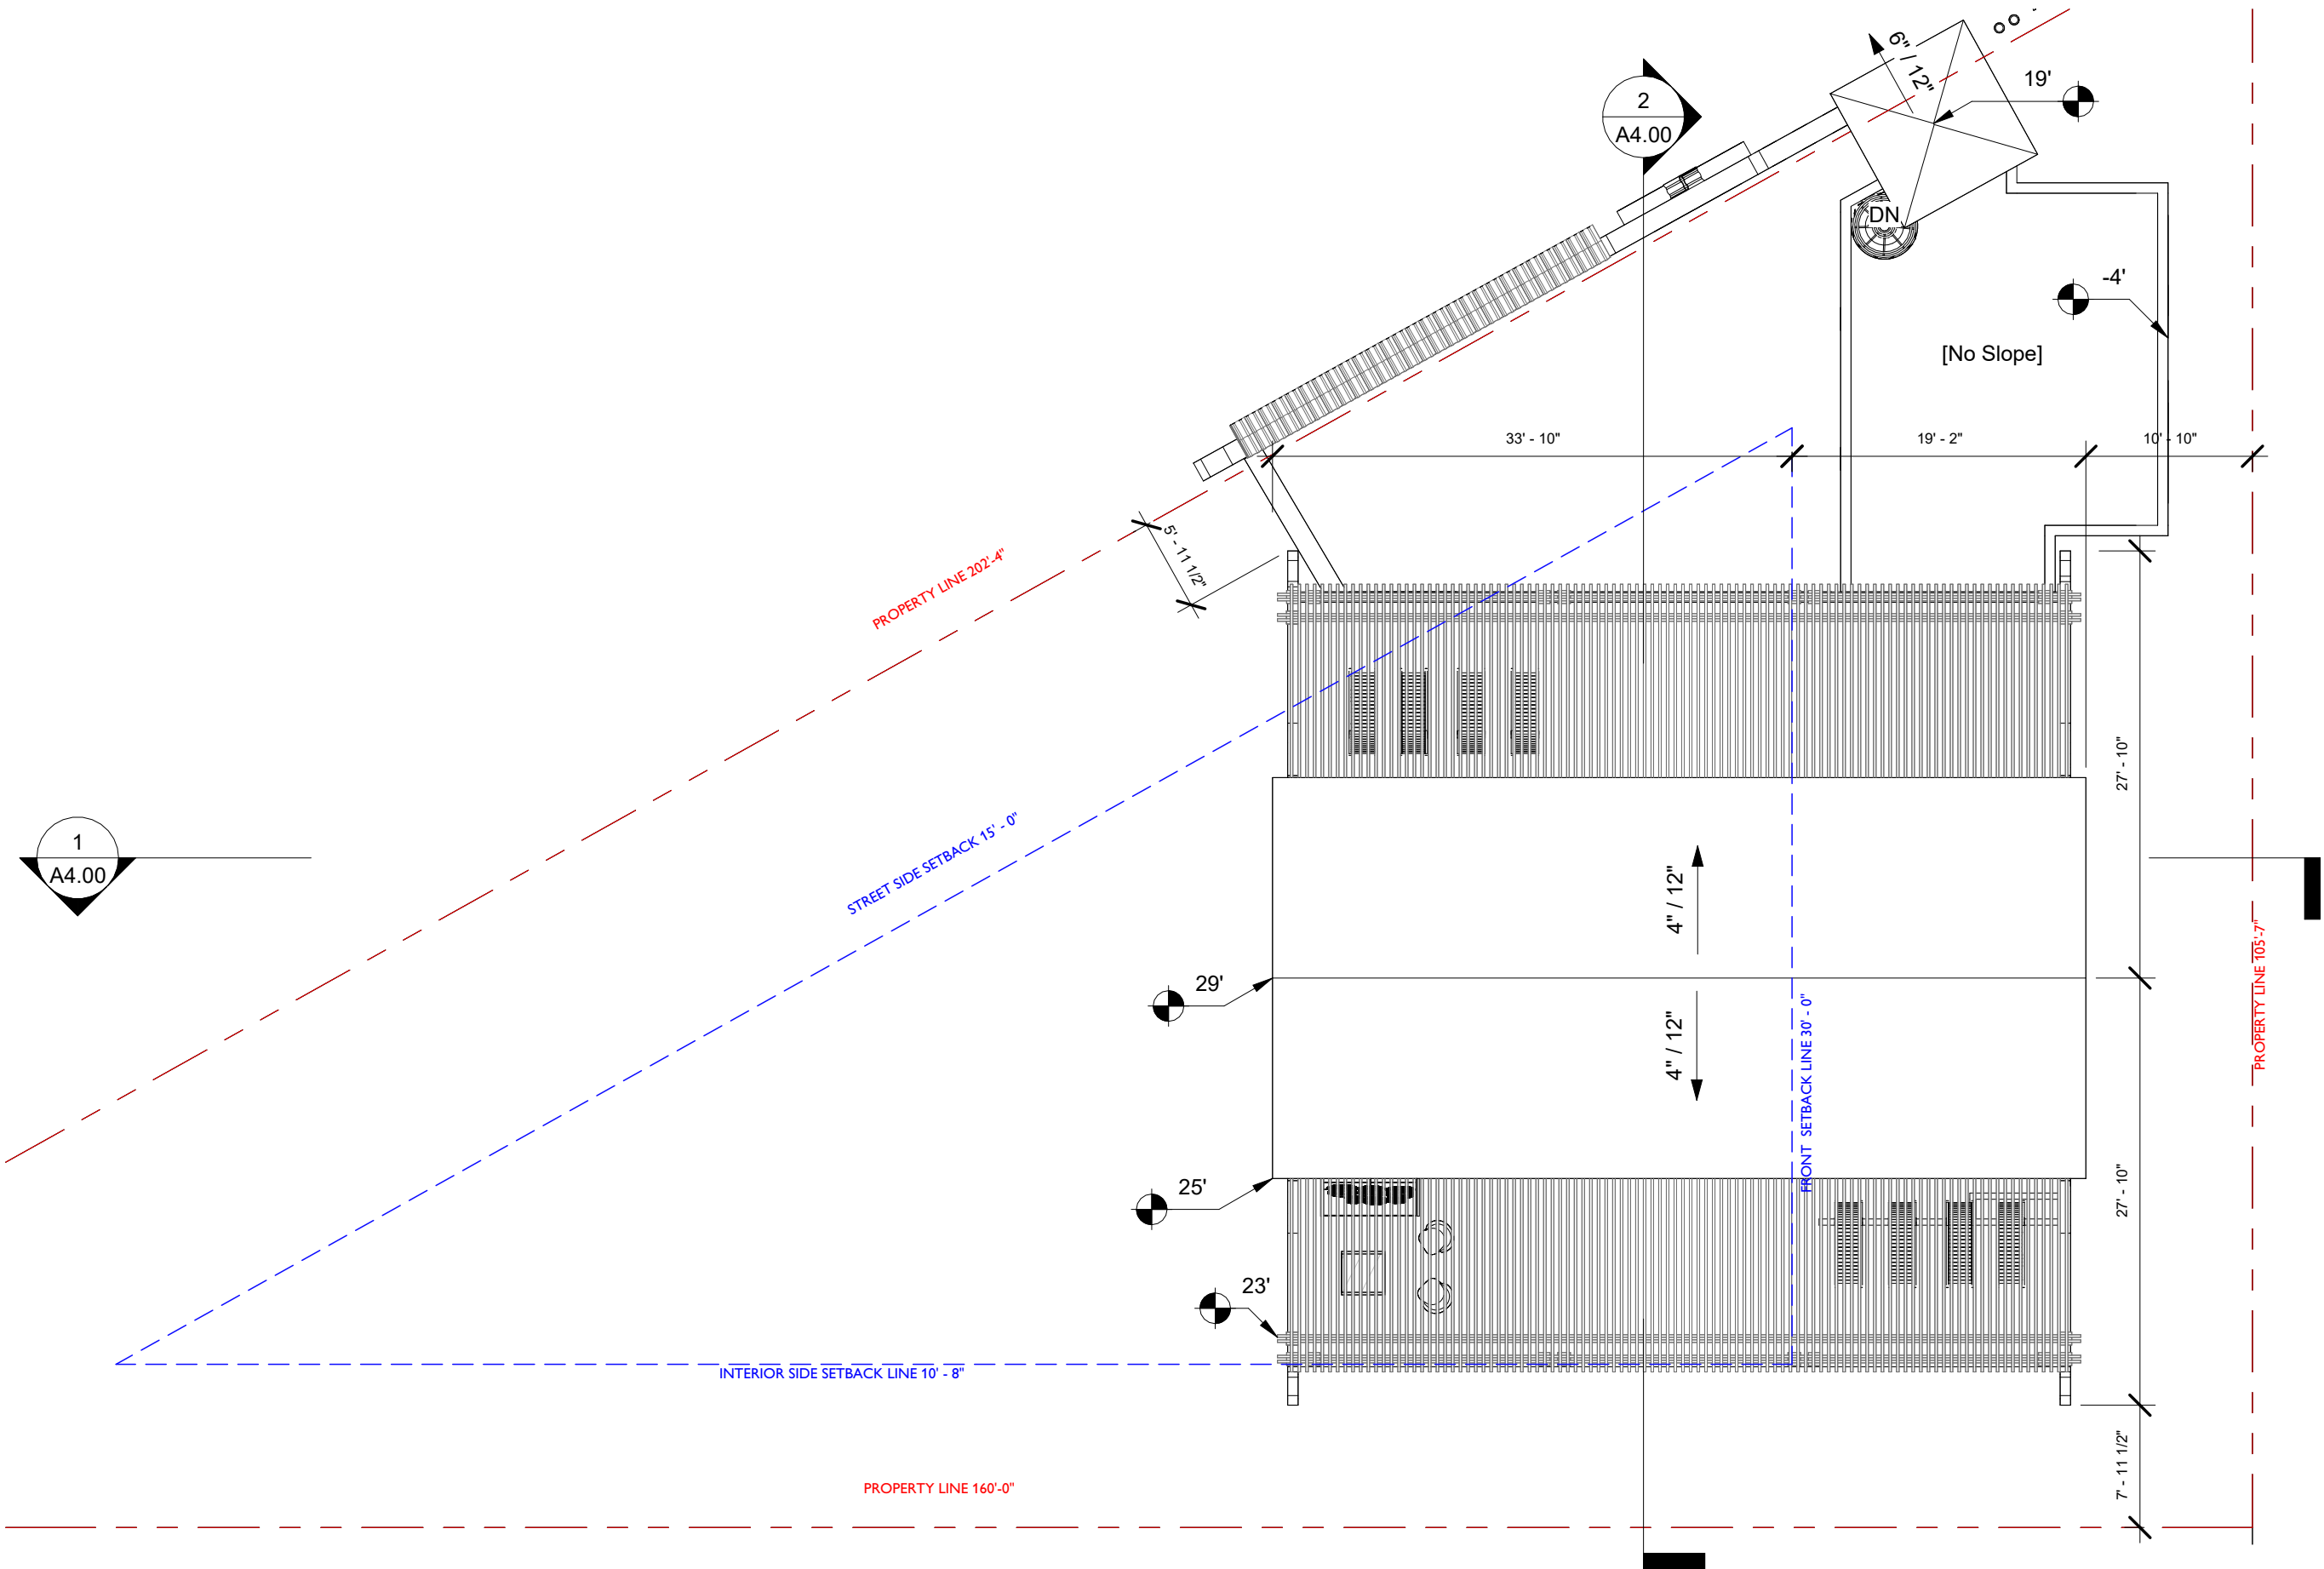 6" / 12"
19'
2
A4.00
DN
-4'
[No Slope]
33' - 10"
19' - 2"
10' - 10"
5' - 11 1/2"
PROPERTY LINE 202'-4"
27' - 10"
STREET SIDE SETBACK 15' - 0"
1
A4.00
4" / 12"
PROPERTY LINE 105'-7"
29'
4" / 12"
FRONT SETBACK LINE 30' - 0"
25'
27' - 10"
23'
INTERIOR SIDE SETBACK LINE 10' - 8"
7' - 11 1/2"
PROPERTY LINE 160'-0"